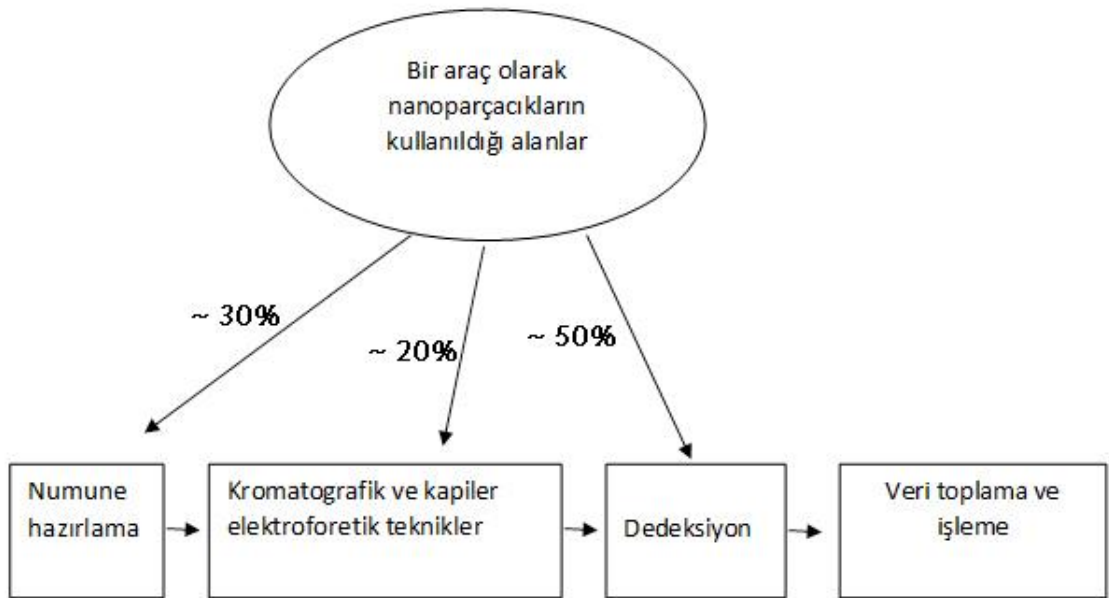 Bir araç olarak
nanoparçacıkların
kullanıldığı alanlar
~ 30%
~ 20%
~ 50%
Numune
hazırlama
Kromatografik ve kapiler
elektroforetik teknikler
Dedeksiyon
Veri toplama ve
işleme